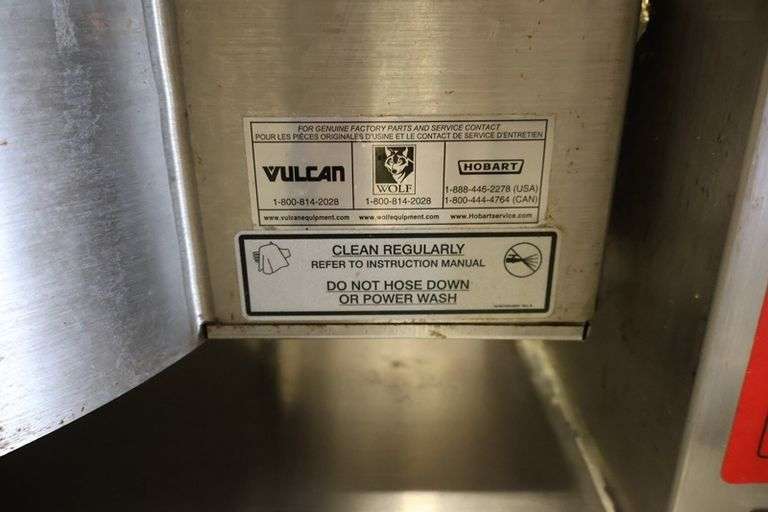 FOR GENUINE FACTORY PARTS AND SERVICE CONTACT
POUR LES PIÈCES ORIGINALES D'USINE ET LE CONTACT DE SERVICE D'ENTRETIEN
VULCAN
1-800-814-2028
www.vulcanequipment.com
WOLF
1-800-814-2028
www.wolfequipment.com
HOBART
1-888-446-2278 (USA)
1-800-444-4764 (CAN)
www.Hobartservice.com
CLEAN REGULARLY
REFER TO INSTRUCTION MANUAL
DO NOT HOSE DOWN
OR POWER WASH